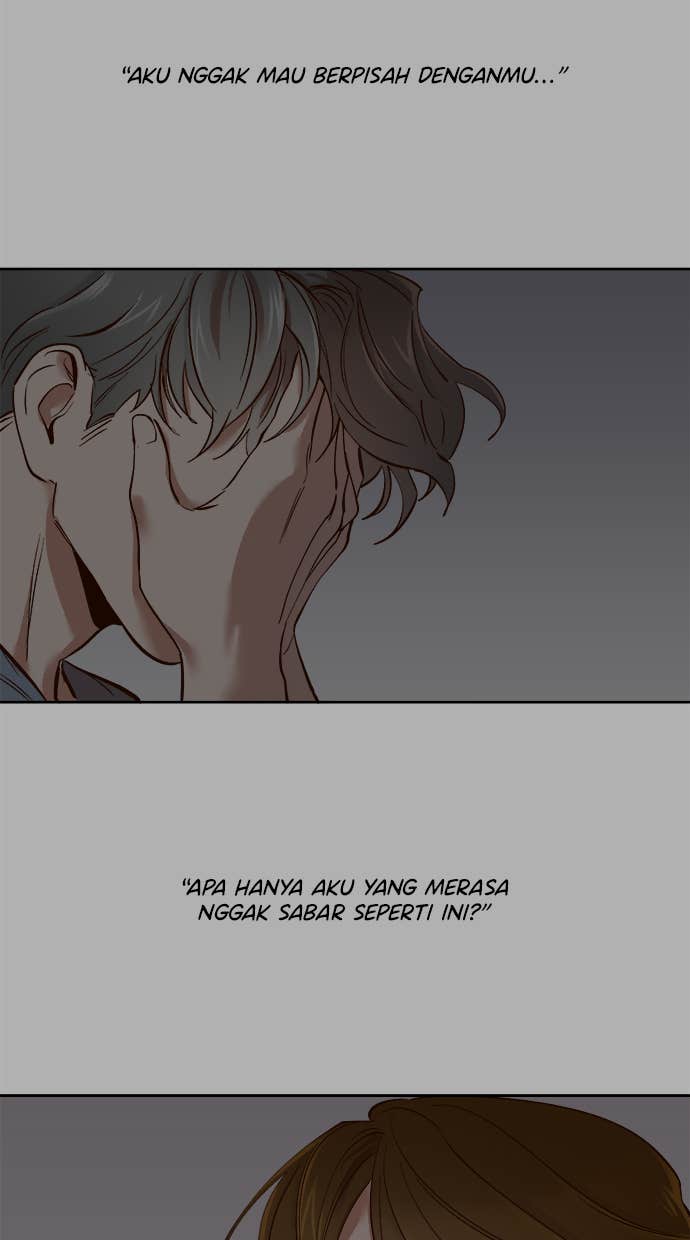 “AKU NGGAK MAU BERPISAH DENGANMU...”
“APA HANYA AKU YANG MERASA
NGGAK SABAR SEPERTI INI?”